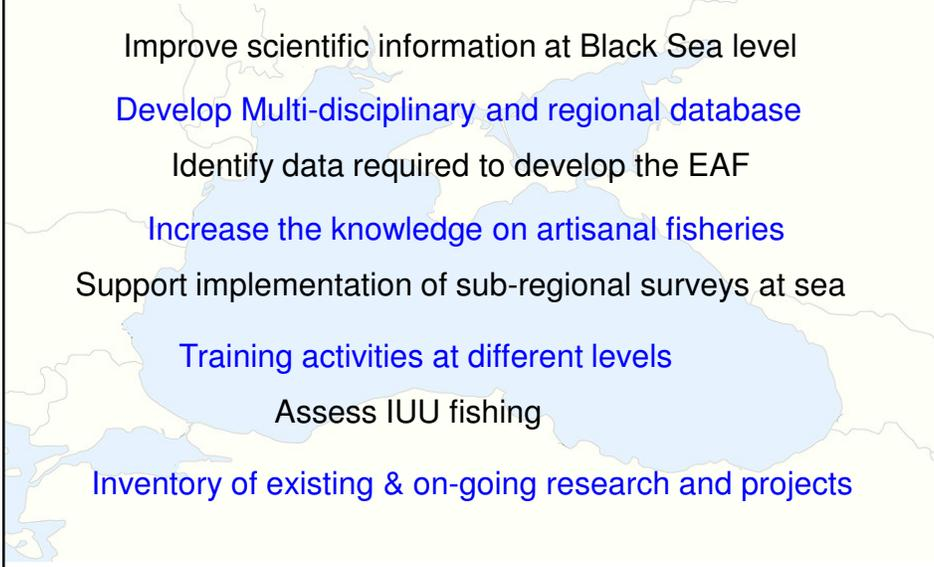 Improve scientific information at Black Sea level
Develop Multi-disciplinary and regional database
Identify data required to develop the EAF
Increase the knowledge on artisanal fisheries
Support implementation of sub-regional surveys at sea
Training activities at different levels
Assess IUU fishing
Inventory of existing & on-going research and projects